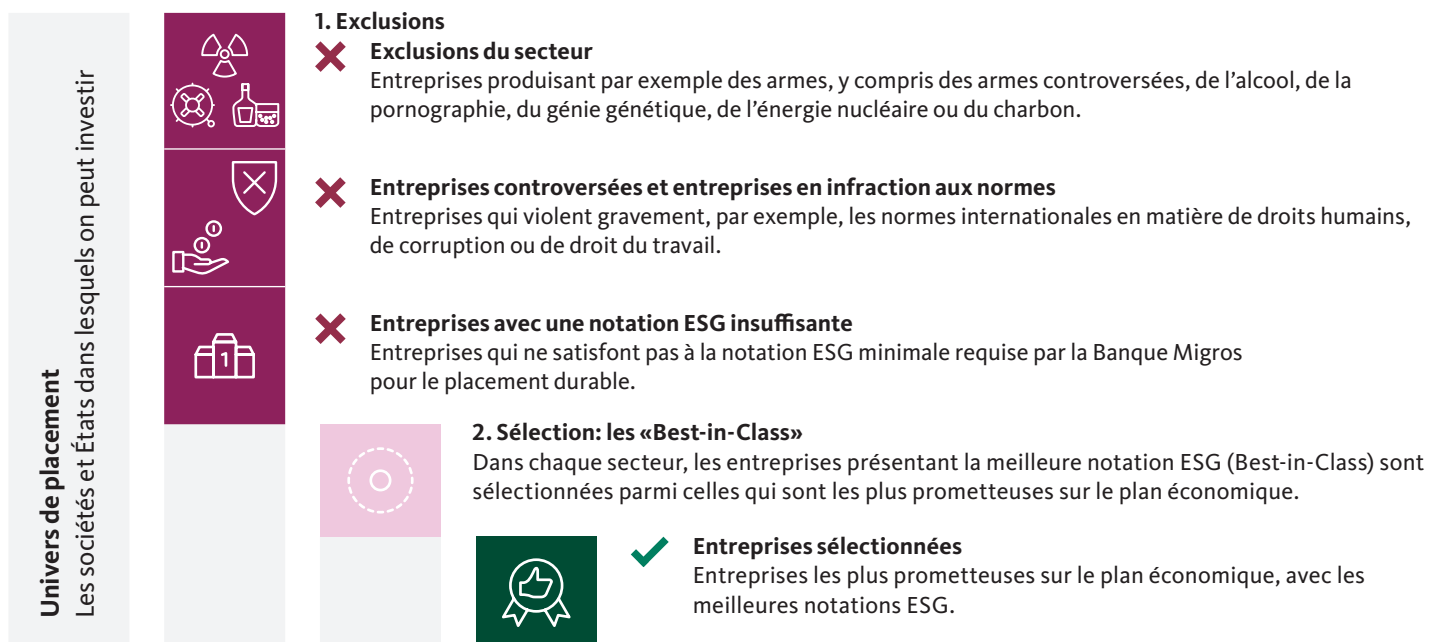 Univers de placement
Les sociétés et États dans lesquels on peut investir
1. Exclusions
Exclusions du secteur
Entreprises produisant par exemple des armes, y compris des armes controversées, de l’alcool, de la
pornographie, du génie génétique, de l’énergie nucléaire ou du charbon.
Entreprises controversées et entreprises en infraction aux normes
Entreprises qui violent gravement, par exemple, les normes internationales en matière de droits humains,
de corruption ou de droit du travail.
1
Entreprises avec une notation ESG insuffisante
Entreprises qui ne satisfont pas à la notation ESG minimale requise par la Banque Migros
pour le placement durable.
2. Sélection: les «Best-in-Class»
Dans chaque secteur, les entreprises présentant la meilleure notation ESG (Best-in-Class) sont
sélectionnées parmi celles qui sont les plus prometteuses sur le plan économique.
Entreprises sélectionnées
Entreprises les plus prometteuses sur le plan économique, avec les
meilleures notations ESG.